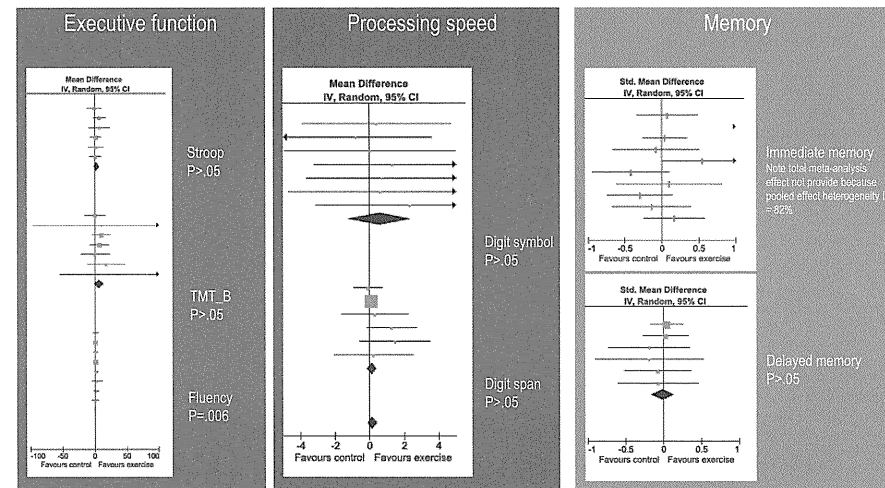 Executive function
Mean Difference
IV, Random, 95% CI
Stroop
P>.05
TMT_B
P>.05
Fluency
P=.006
-100 -50 0 50 100
Favours control Favours exercise
Processing speed
Mean Difference
IV, Random, 95% CI
Digit symbol
P>.05
Digit span
P>.05
-4 -2 0 2 4
Favours control Favours exercise
Memory
Std. Mean Difference
IV, Random, 95% CI
Immediate memory
Note total meta-analysis
effect not provide because
pooled effect heterogeneity I
= 82%
-1 -0.5 0 0.5 1
Favours control Favours exercise
Std. Mean Difference
IV, Random, 95% CI
Delayed memory
P>.05
-1 -0.5 0 0.5 1
Favours control Favours exercise